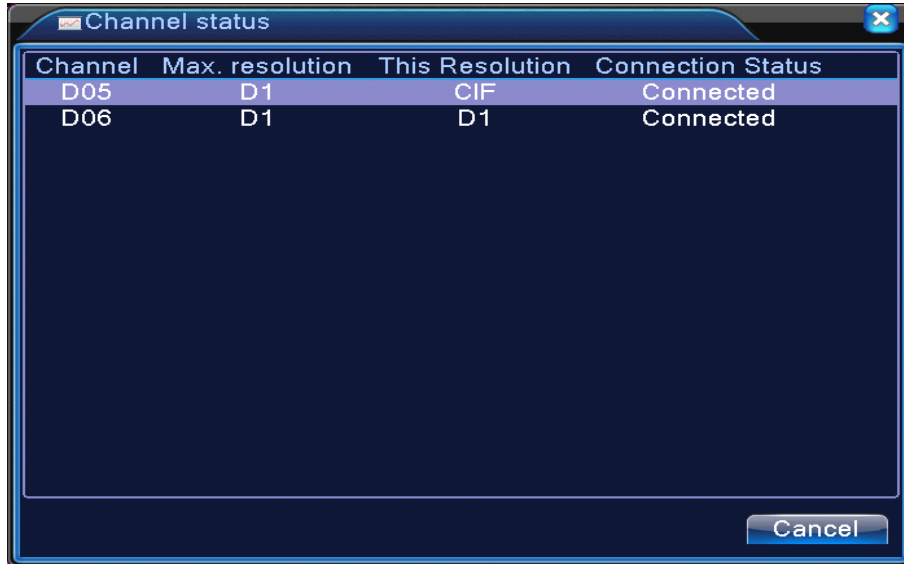 Channel status
Channel Max. resolution This Resolution Connection Status
D05 D1 CIF Connected
D06 D1 D1 Connected
Cancel